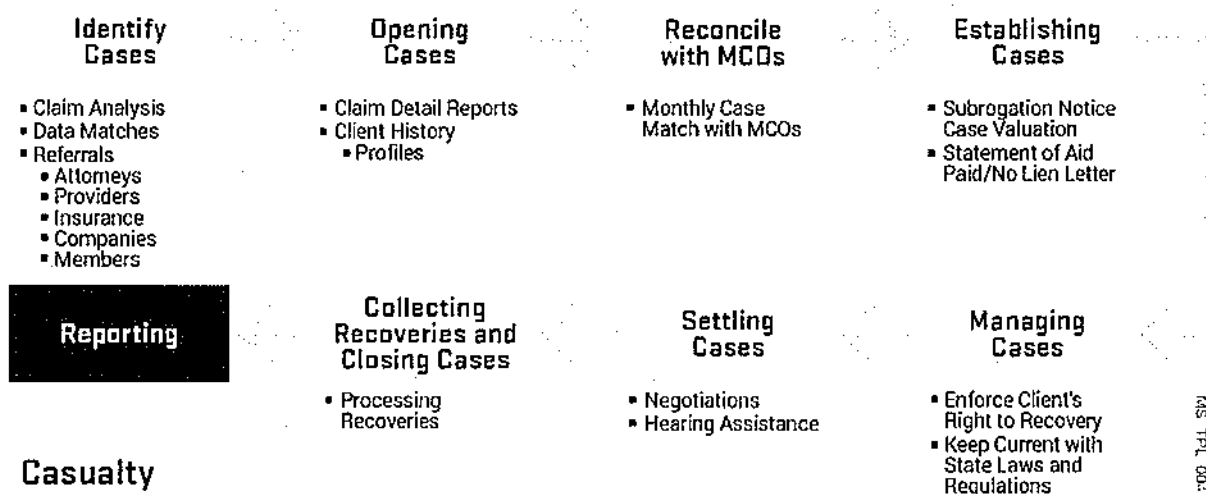 Identify
Cases
▪ Claim Analysis
▪ Data Matches
▪ Referrals
▪ Attorneys
▪ Providers
▪ Insurance
▪ Companies
▪ Members
Opening
Cases
▪ Claim Detail Reports
▪ Client History
▪ Profiles
Reconcile
with MCOs
▪ Monthly Case
Match with MCOs
Establishing
Cases
▪ Subrogation Notice
Case Valuation
▪ Statement of Aid
Paid/No Lien Letter
Managing
Cases
▪ Enforce Client's
Right to Recovery
▪ Keep Current with
State Laws and
Regulations
Settling
Cases
▪ Negotiations
▪ Hearing Assistance
Collecting
Recoveries and
Closing Cases
▪ Processing
Recoveries
Reporting
Casualty
MS TPL